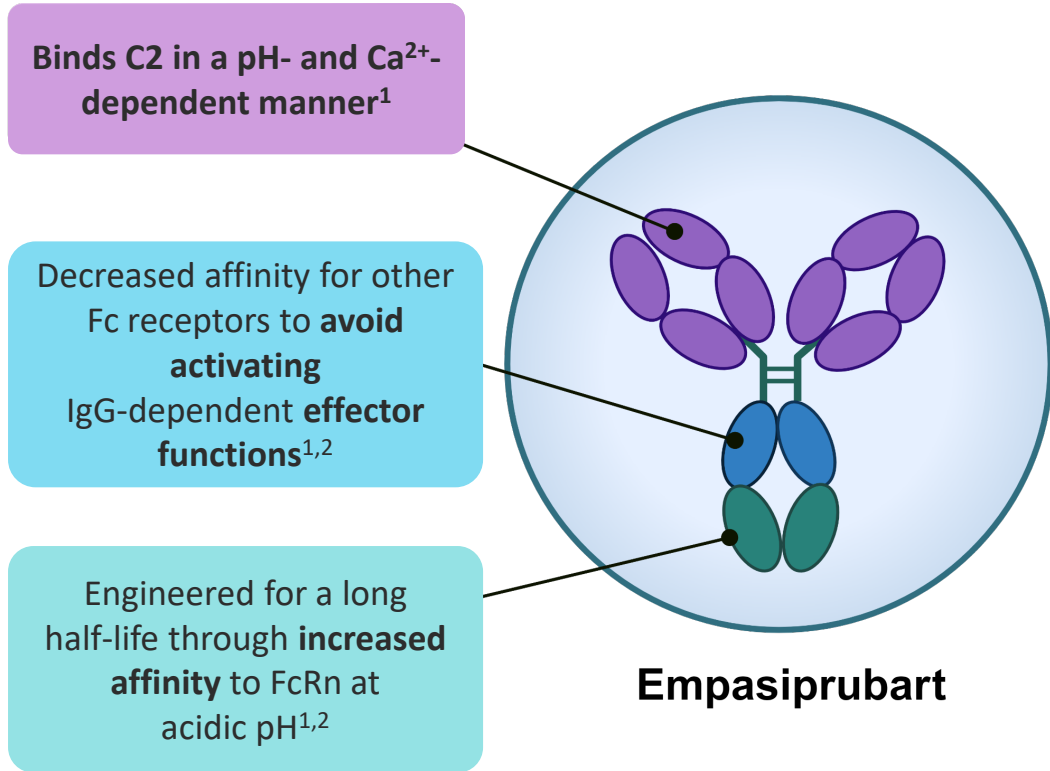 Binds C2 in a pH- and Ca²⁺-
dependent manner¹
Decreased affinity for other
Fc receptors to avoid
activating
IgG-dependent effector
functions¹,²
Engineered for a long
half-life through increased
affinity to FcRn at
acidic pH¹,²
Empasiprubart